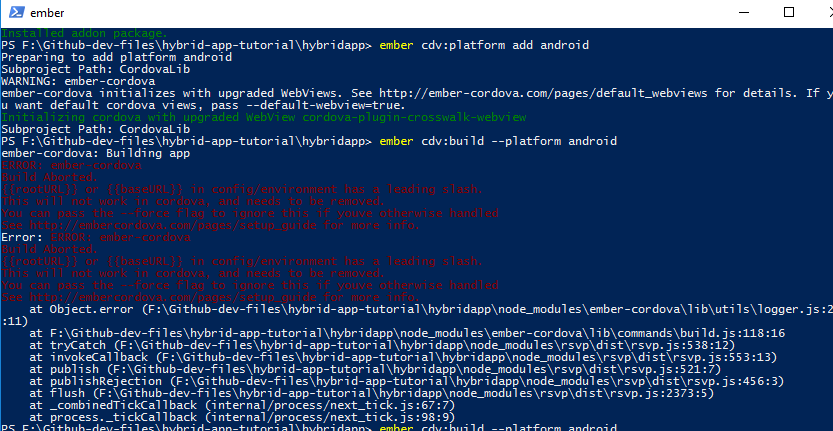 ember
Installed addon package.
PS F:\Github-dev-files\hybrid-app-tutorial\hybridapp> ember cdv:platform add android
Preparing to add platform android
Subproject Path: CordovaLib
WARNING: ember-cordova
ember-cordova initializes with upgraded WebViews. See http://ember-cordova.com/pages/default_webviews for details. If y
u want default cordova views, pass --default-webview=true.
Initializing cordova with upgraded WebView cordova-plugin-crosswalk-webview
Subproject Path: CordovaLib
PS F:\Github-dev-files\hybrid-app-tutorial\hybridapp> ember cdv:build --platform android
ember-cordova: Building app
ERROR: ember-cordova
Build Aborted.
{{rootURL}} or {{baseURL}} in config/environment has a leading slash.
This will not work in cordova, and needs to be removed.
You can pass the --force flag to ignore this if youve otherwise handled
See http://embercordova.com/pages/setup_guide for more info.
Error: ERROR: ember-cordova
Build Aborted.
{{rootURL}} or {{baseURL}} in config/environment has a leading slash.
This will not work in cordova, and needs to be removed.
You can pass the --force flag to ignore this if youve otherwise handled
See http://embercordova.com/pages/setup_guide for more info.
at Object.error (F:\Github-dev-files\hybrid-app-tutorial\hybridapp\node_modules\ember-cordova\lib\utils\logger.js:2
:11)
at F:\Github-dev-files\hybrid-app-tutorial\hybridapp\node_modules\ember-cordova\lib\commands\build.js:118:16
at tryCatch (F:\Github-dev-files\hybrid-app-tutorial\hybridapp\node_modules\rsvp\dist\rsvp.js:538:12)
at invokeCallback (F:\Github-dev-files\hybrid-app-tutorial\hybridapp\node_modules\rsvp\dist\rsvp.js:553:13)
at publish (F:\Github-dev-files\hybrid-app-tutorial\hybridapp\node_modules\rsvp\dist\rsvp.js:521:7)
at publishRejection (F:\Github-dev-files\hybrid-app-tutorial\hybridapp\node_modules\rsvp\dist\rsvp.js:456:3)
at flush (F:\Github-dev-files\hybrid-app-tutorial\hybridapp\node_modules\rsvp\dist\rsvp.js:2373:5)
at _combinedTickCallback (internal/process/next_tick.js:67:7)
at process._tickCallback (internal/process/next_tick.js:98:9)
PS F:\Github-dev-files\hybrid-app-tutorial\hybridapp> ember cdv:build --platform android